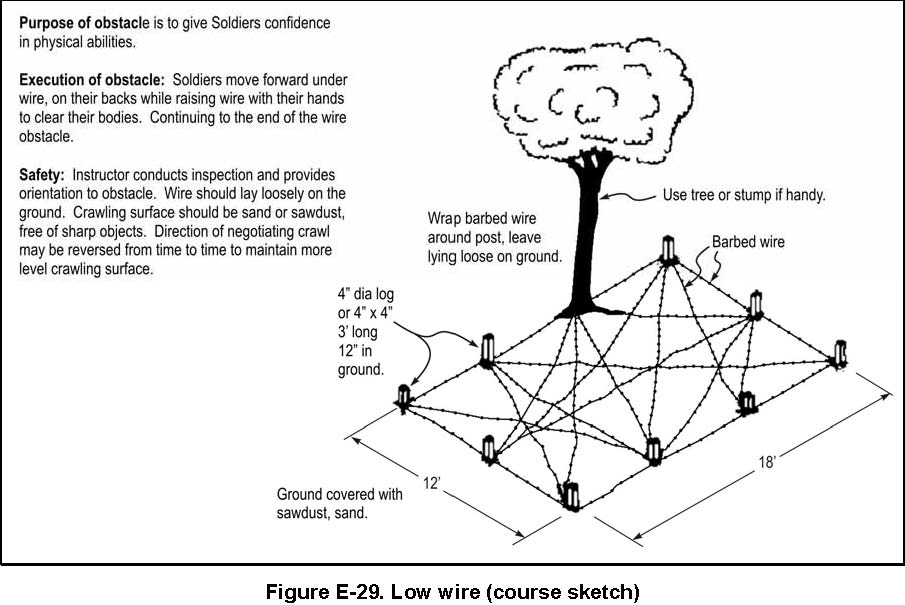 Purpose of obstacle is to give Soldiers confidence
in physical abilities.
Execution of obstacle: Soldiers move forward under
wire, on their backs while raising wire with their hands
to clear their bodies. Continuing to the end of the wire
obstacle.
Safety: Instructor conducts inspection and provides
orientation to obstacle. Wire should lay loosely on the
ground. Crawling surface should be sand or sawdust,
free of sharp objects. Direction of negotiating crawl
may be reversed from time to time to maintain more
level crawling surface.
Use tree or stump if handy.
Wrap barbed wire
around post, leave
lying loose on ground.
Barbed wire
4” dia log
or 4” x 4”
3’ long
12” in
ground.
12’
18’
Ground covered with
sawdust, sand.
Figure E-29. Low wire (course sketch)